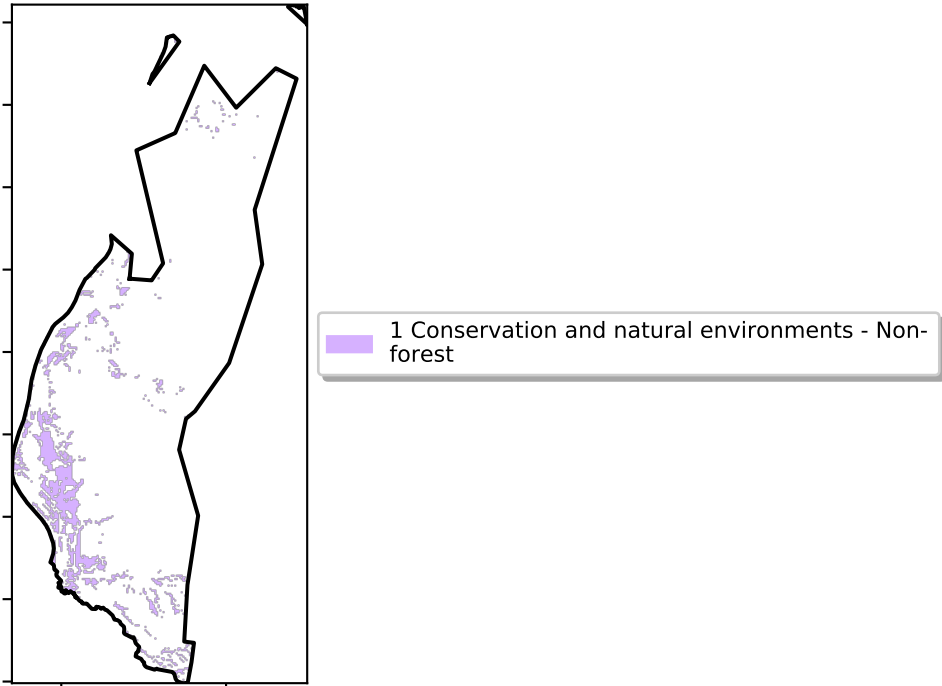 1 Conservation and natural environments - Non-
forest